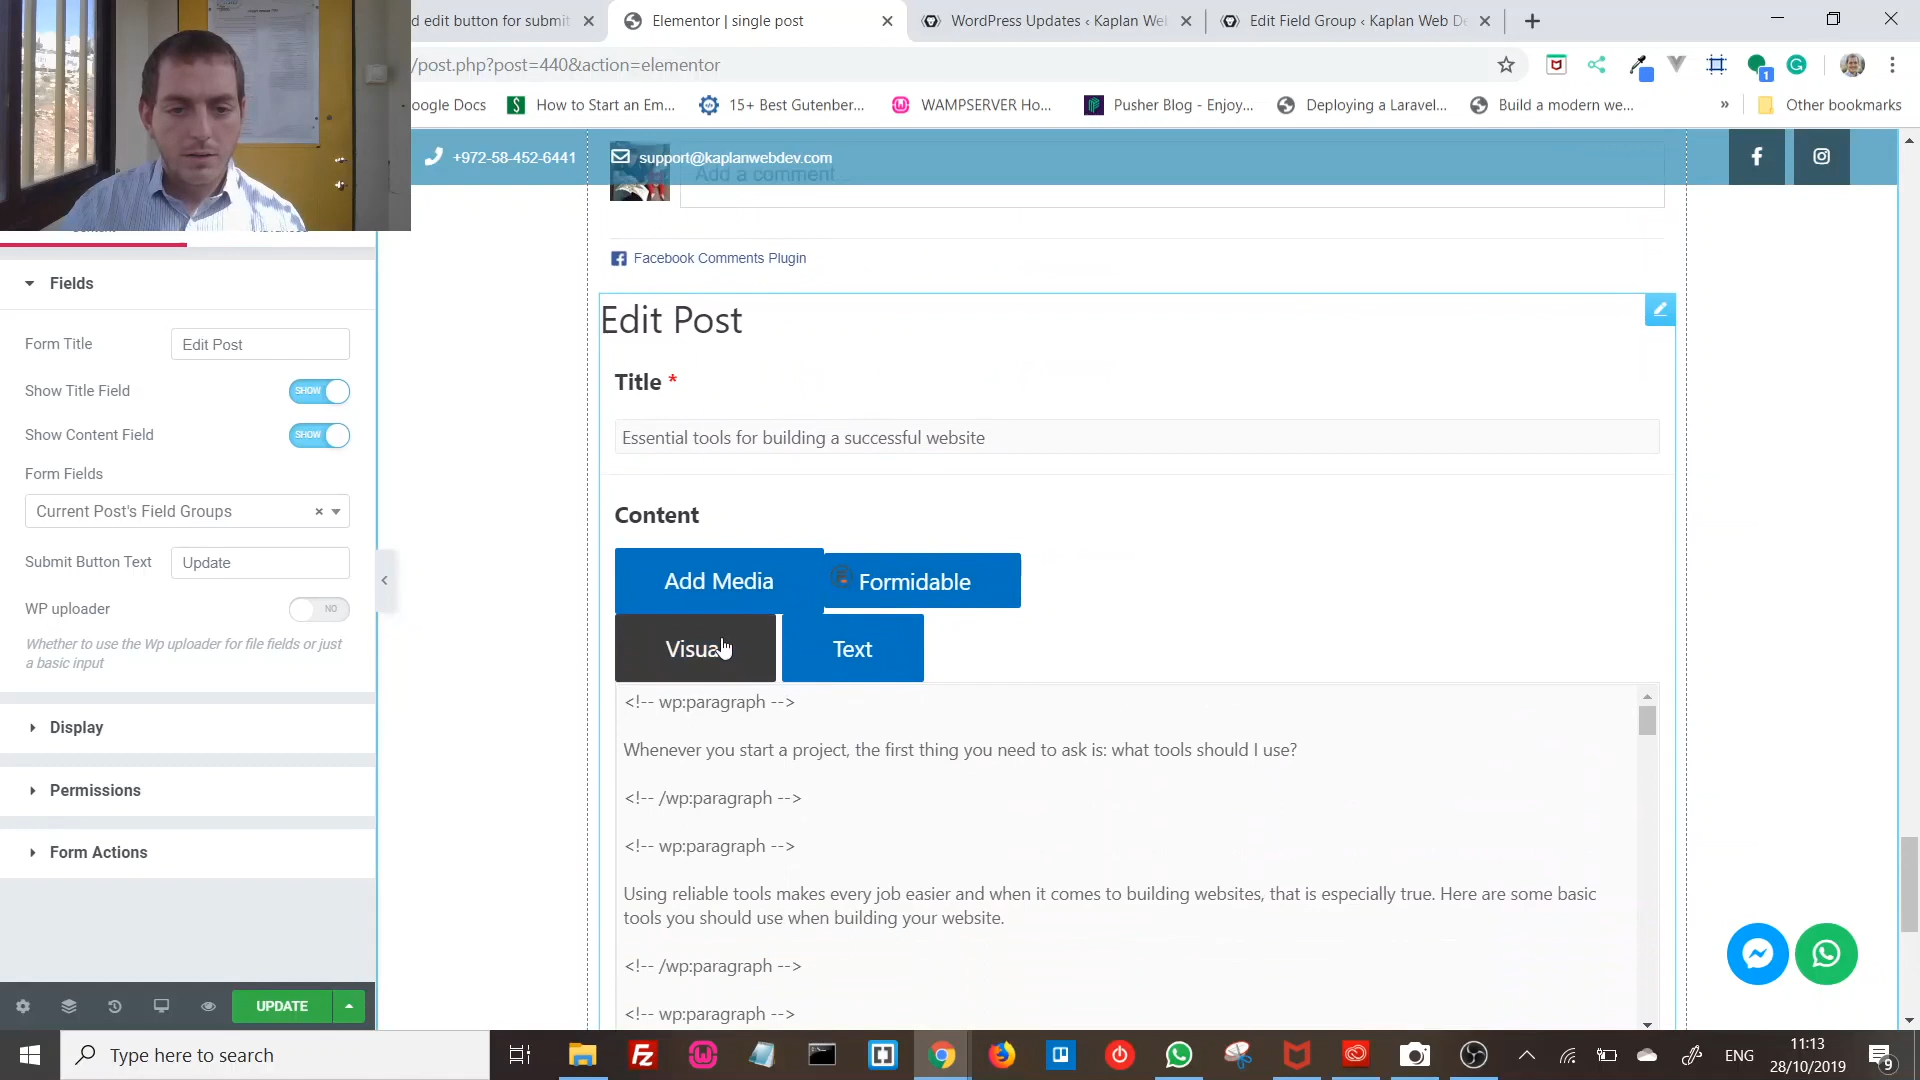 d edit button for submit
Elementor | single post
WordPress Updates ‹ Kaplan We
Edit Field Group ‹ Kaplan Web De
/post.php?post=440&action=elementor
1
oogle Docs
How to Start an Em...
15+ Best Gutenber...
WAMPSERVER Ho...
Pusher Blog - Enjoy...
Deploying a Laravel...
Build a modern we...
»
Other bookmarks
+972-58-452-6441
support@kaplanwebdev.com
Add a comment
Facebook Comments Plugin
Fields
Form Title
Edit Post
Show Title Field
SHOW
Show Content Field
SHOW
Form Fields
Current Post's Field Groups
Submit Button Text
Update
WP uploader
NO
Whether to use the Wp uploader for file fields or just
a basic input
Display
Permissions
Form Actions
UPDATE
Edit Post
Title *
Essential tools for building a successful website
Content
Add Media
Formidable
Visual
Text
<!-- wp:paragraph -->
Whenever you start a project, the first thing you need to ask is: what tools should I use?
<!-- /wp:paragraph -->
<!-- wp:paragraph -->
Using reliable tools makes every job easier and when it comes to building websites, that is especially true. Here are some basic
tools you should use when building your website.
<!-- /wp:paragraph -->
<!-- wp:paragraph -->
Type here to search
ENG
11:13
28/10/2019
9